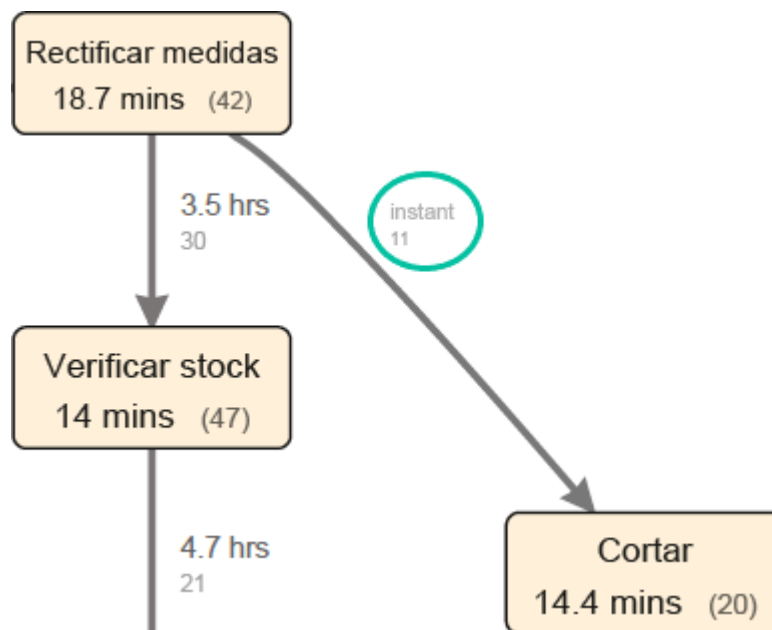 Rectificar medidas
18.7 mins (42)
3.5 hrs
30
instant
11
Verificar stock
14 mins (47)
4.7 hrs
21
Cortar
14.4 mins (20)